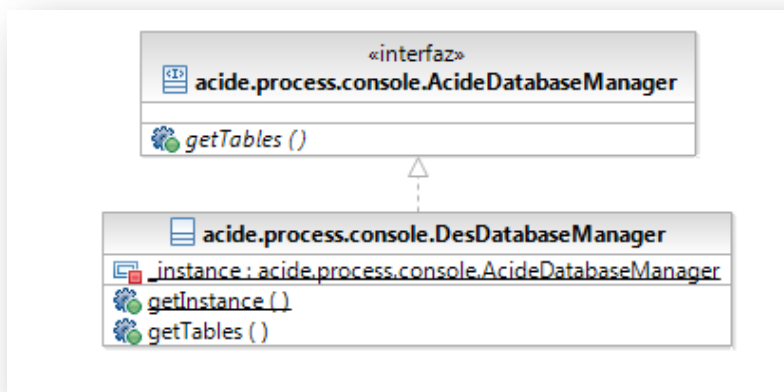 «interfaz»
acide.process.console.AcideDatabaseManager
getTables ( )
acide.process.console.DesDatabaseManager
_instance : acide.process.console.AcideDatabaseManager
getInstance ( )
getTables ( )